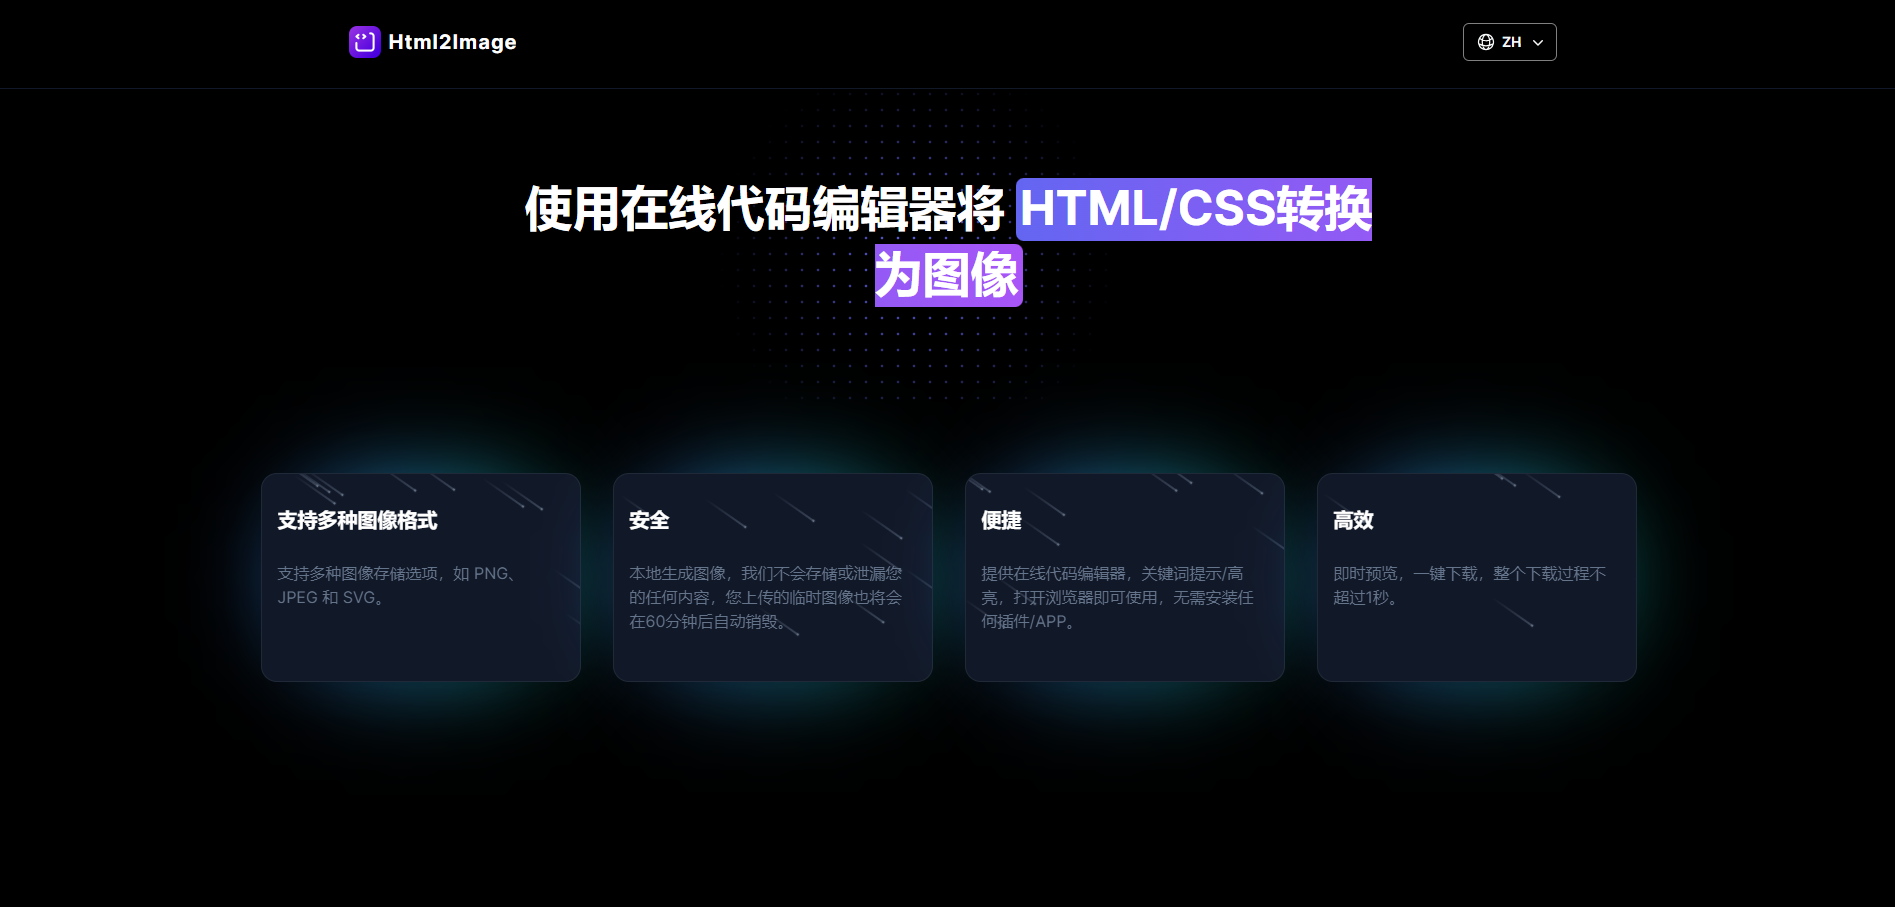 Html2Image
ZH
使用在线代码编辑器将 HTML/CSS转换
为图像
支持多种图像格式
支持多种图像存储选项，如 PNG、
JPEG 和 SVG。
安全
本地生成图像，我们不会存储或泄漏您
的任何内容，您上传的临时图像也将会
在60分钟后自动销毁。
便捷
提供在线代码编辑器，关键词提示/高
亮，打开浏览器即可使用，无需安装任
何插件/APP。
高效
即时预览，一键下载，整个下载过程不
超过1秒。